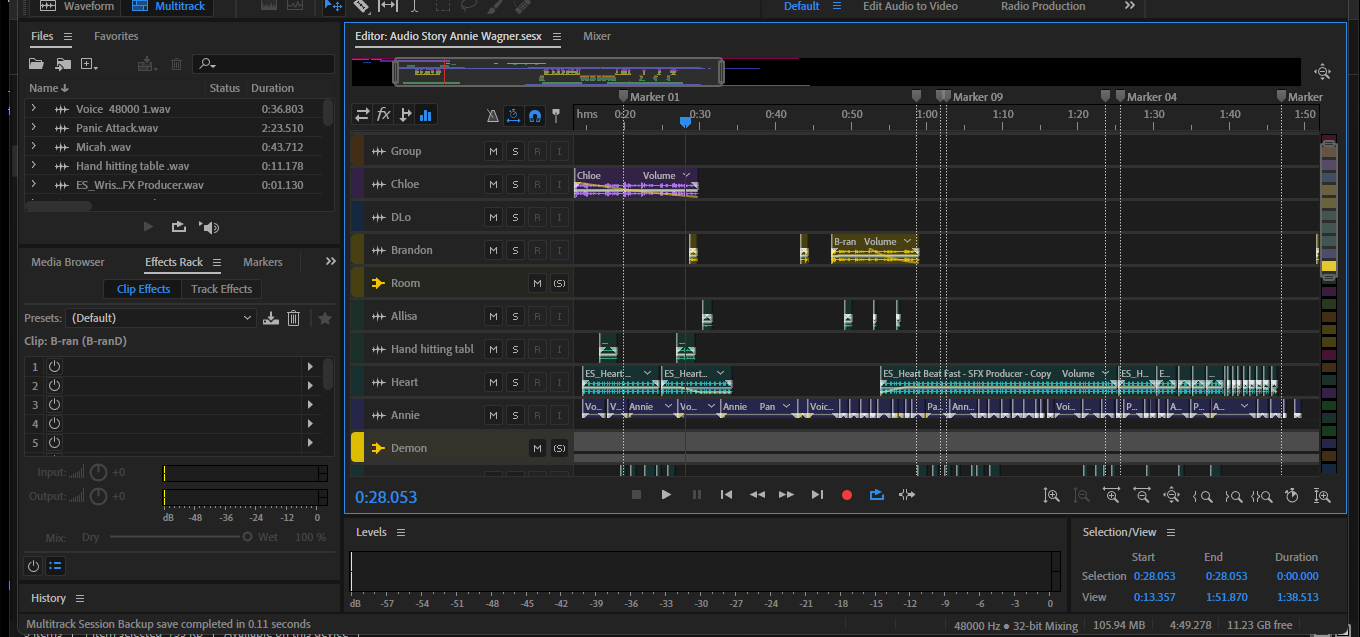 Waveform Multitrack Default Edit Audio to Video Radio Production
Files Favorites
Editor: Audio Story Annie Wagner.sesx Mixer
Name Status Duration
Voice 48000 1.wav 0:36.803
Panic Attack.wav 2:23.510
Micah .wav 0:43.712
Hand hitting table .wav 0:11.178
ES_Wris...FX Producer.wav 0:01.130
Media Browser Effects Rack Markers
Clip Effects Track Effects
Presets: (Default)
Clip: B-ran (B-ranD)
1
2
3
4
5
Input: +0
Output: +0
dB -48 -36 -24 -12 0
Mix: Dry Wet 100 %
History
Marker 01 Marker 09 Marker 04 Marker
hms 0:20 0:30 0:40 0:50 1:00 1:10 1:20 1:30 1:40 1:50
Group M S R I
Chloe M S R I Chloe Volume
DLo M S R I
Brandon M S R I B-ran Volume
Room M (S)
Allisa M S R I
Hand hitting tabl M S R I
Heart M S R I ES_Heart ... ES_Heart... ES_Heart Beat Fast - SFX Producer - Copy Volume ES_H... E...
Annie M S R I Vo... V... Annie Vo... Annie Pan Voic... Pa... Ann... Voi... P... A... P... A...
Demon M (S)
0:28.053
Levels
dB -57 -54 -51 -48 -45 -42 -39 -36 -33 -30 -27 -24 -21 -18 -15 -12 -9 -6 -3 0
Selection/View
Start End Duration
Selection 0:28.053 0:28.053 0:00.000
View 0:13.357 1:51.870 1:38.513
Multitrack Session Backup save completed in 0.11 seconds
48000 Hz ● 32-bit Mixing 105.94 MB 4:49.278 11.23 GB free